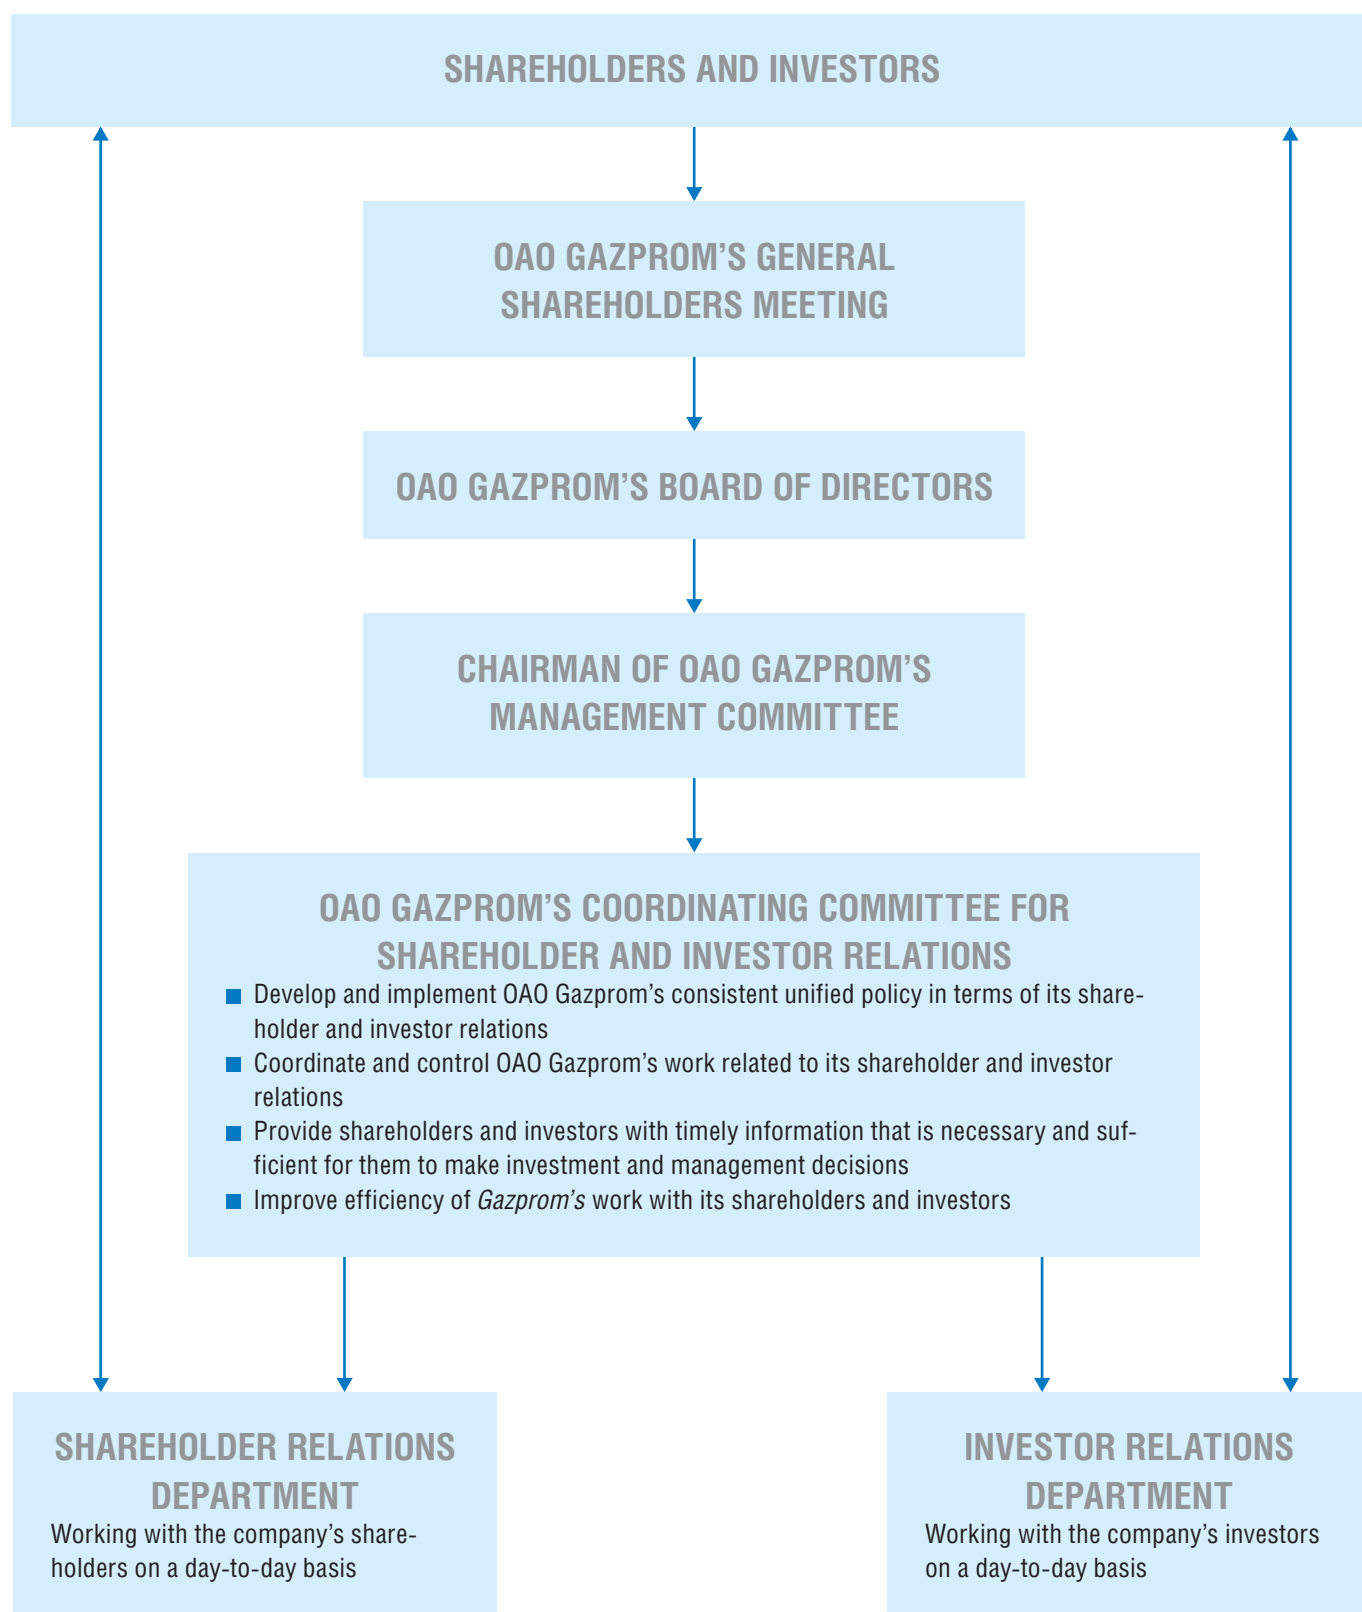 SHAREHOLDERS AND INVESTORS
OAO GAZPROM’S GENERAL
SHAREHOLDERS MEETING
OAO GAZPROM’S BOARD OF DIRECTORS
CHAIRMAN OF OAO GAZPROM’S
MANAGEMENT COMMITTEE
OAO GAZPROM’S COORDINATING COMMITTEE FOR
SHAREHOLDER AND INVESTOR RELATIONS
Develop and implement OAO Gazprom’s consistent unified policy in terms of its share-
holder and investor relations
Coordinate and control OAO Gazprom’s work related to its shareholder and investor
relations
Provide shareholders and investors with timely information that is necessary and suf-
ficient for them to make investment and management decisions
Improve efficiency of Gazprom’s work with its shareholders and investors
SHAREHOLDER RELATIONS
DEPARTMENT
Working with the company’s share-
holders on a day-to-day basis
INVESTOR RELATIONS
DEPARTMENT
Working with the company’s investors
on a day-to-day basis